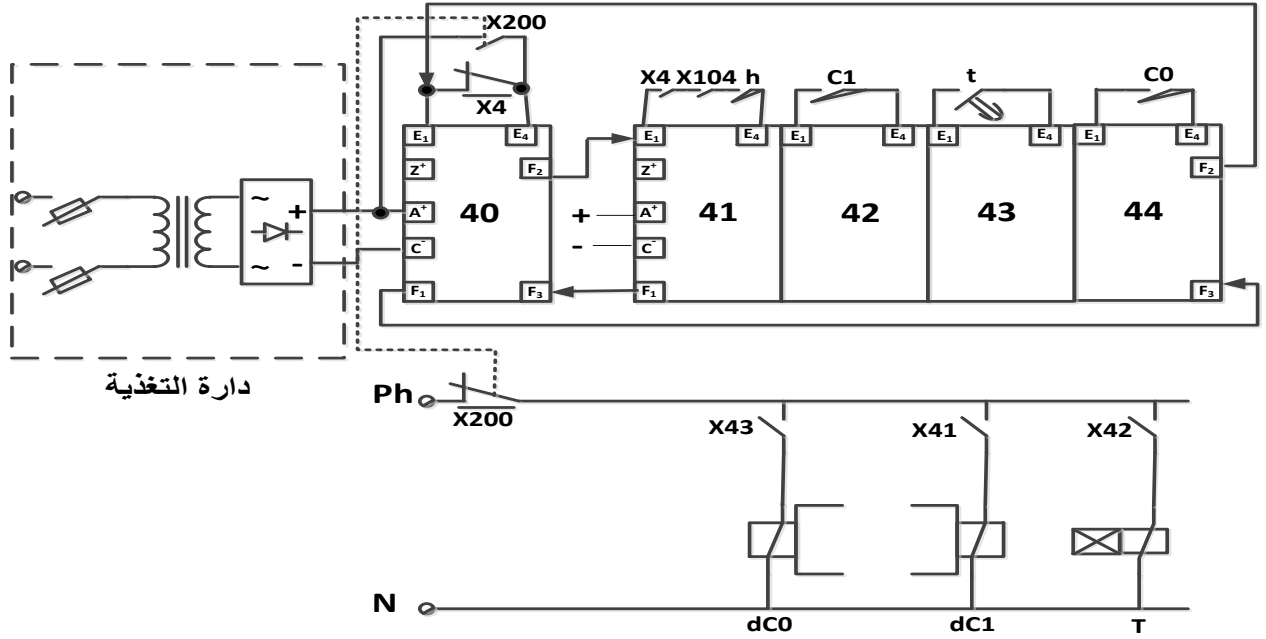 X200
X4
X4 X104 h
C1
t
C0
E₁ E₄
E₁ E₄
E₁ E₄
E₁ E₄
E₁ E₄
Z⁺ F₂
Z⁺
F₂
~ +
A⁺ 40
+ A⁺ 41 42 43 44
~ -
C⁻
- C⁻
F₁ F₃
F₁
F₃
دارة التغذية
Ph
X200
X43 X41 X42
N
dC0 dC1 T